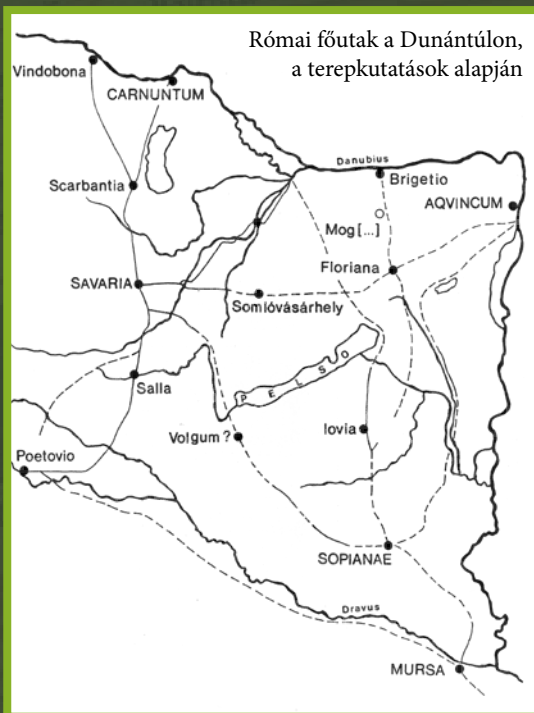 Római főutak a Dunántúlon,
a terepkutatások alapján
Vindobona
CARNUNTUM
Danubius
Scarbantia
Brigetio
AQVINCUM
Mog[...]
Floriana
SAVARIA
Somlóvásárhely
PELSO
Salla
Volgum ?
Iovia
Poetovio
SOPIANAE
Dravus
MURSA